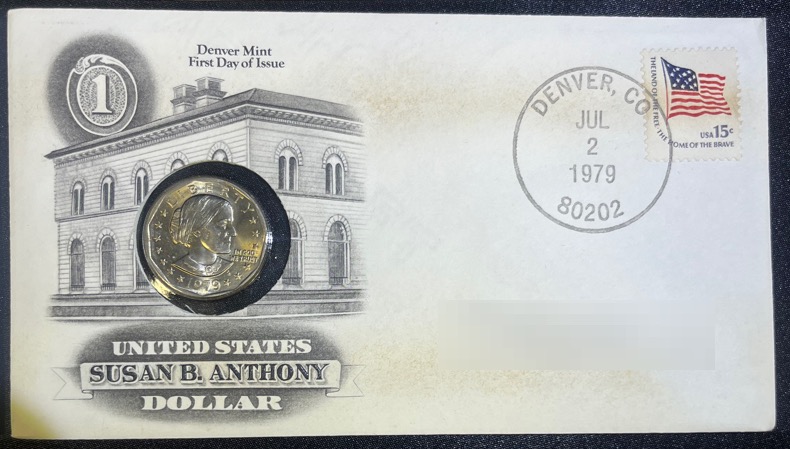 1
Denver Mint
First Day of Issue
LIBERTY
IN GOD
WE TRUST
1979
UNITED STATES
SUSAN B. ANTHONY
DOLLAR
DENVER, CO
JUL
2
1979
80202
THE LAND OF THE FREE, THE HOME OF THE BRAVE
USA 15c